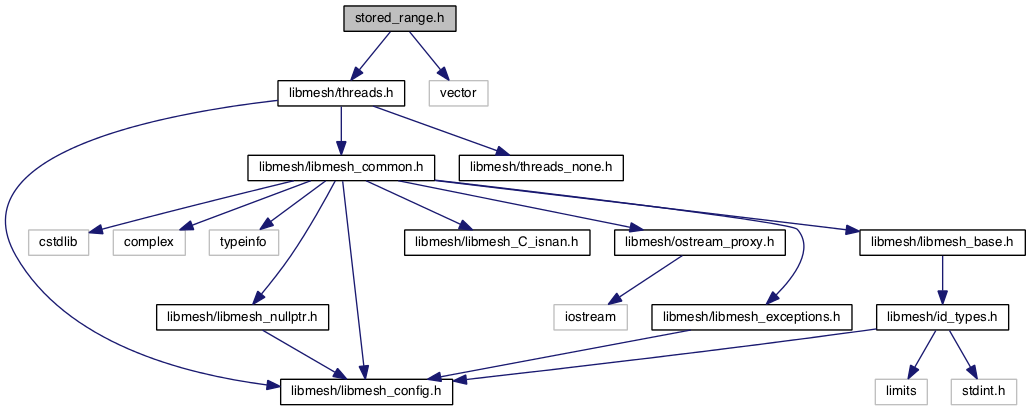 stored_range.h
libmesh/threads.h
vector
libmesh/libmesh_common.h
libmesh/threads_none.h
cstdlib
complex
typeinfo
libmesh/libmesh_C_isnan.h
libmesh/ostream_proxy.h
libmesh/libmesh_base.h
libmesh/libmesh_nullptr.h
iostream
libmesh/libmesh_exceptions.h
libmesh/id_types.h
libmesh/libmesh_config.h
limits
stdint.h